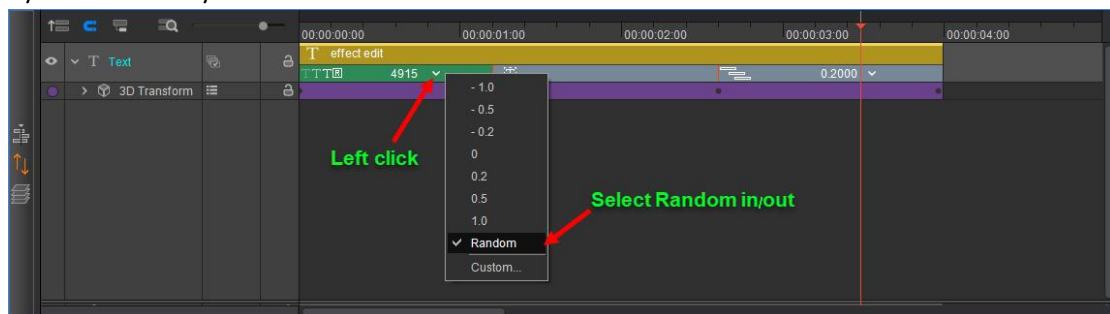 00:00:00:00 00:00:01:00 00:00:02:00 00:00:03:00 00:00:04:00
T effect edit
T Text
TTTR 4915 0.2000
3D Transform
- 1.0
- 0.5
- 0.2
0
0.2
0.5
1.0
Random
Custom...
Left click
Select Random in/out